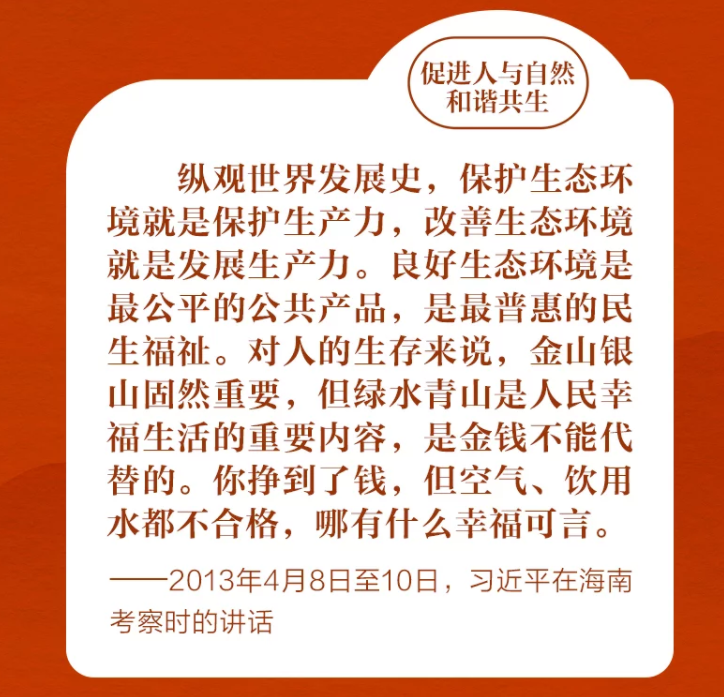 促进人与自然
和谐共生
纵观世界发展史，保护生态环
境就是保护生产力，改善生态环境
就是发展生产力。良好生态环境是
最公平的公共产品，是最普惠的民
生福祉。对人的生存来说，金山银
山固然重要，但绿水青山是人民幸
福生活的重要内容，是金钱不能代
替的。你挣到了钱，但空气、饮用
水都不合格，哪有什么幸福可言。
——2013年4月8日至10日，习近平在海南
考察时的讲话